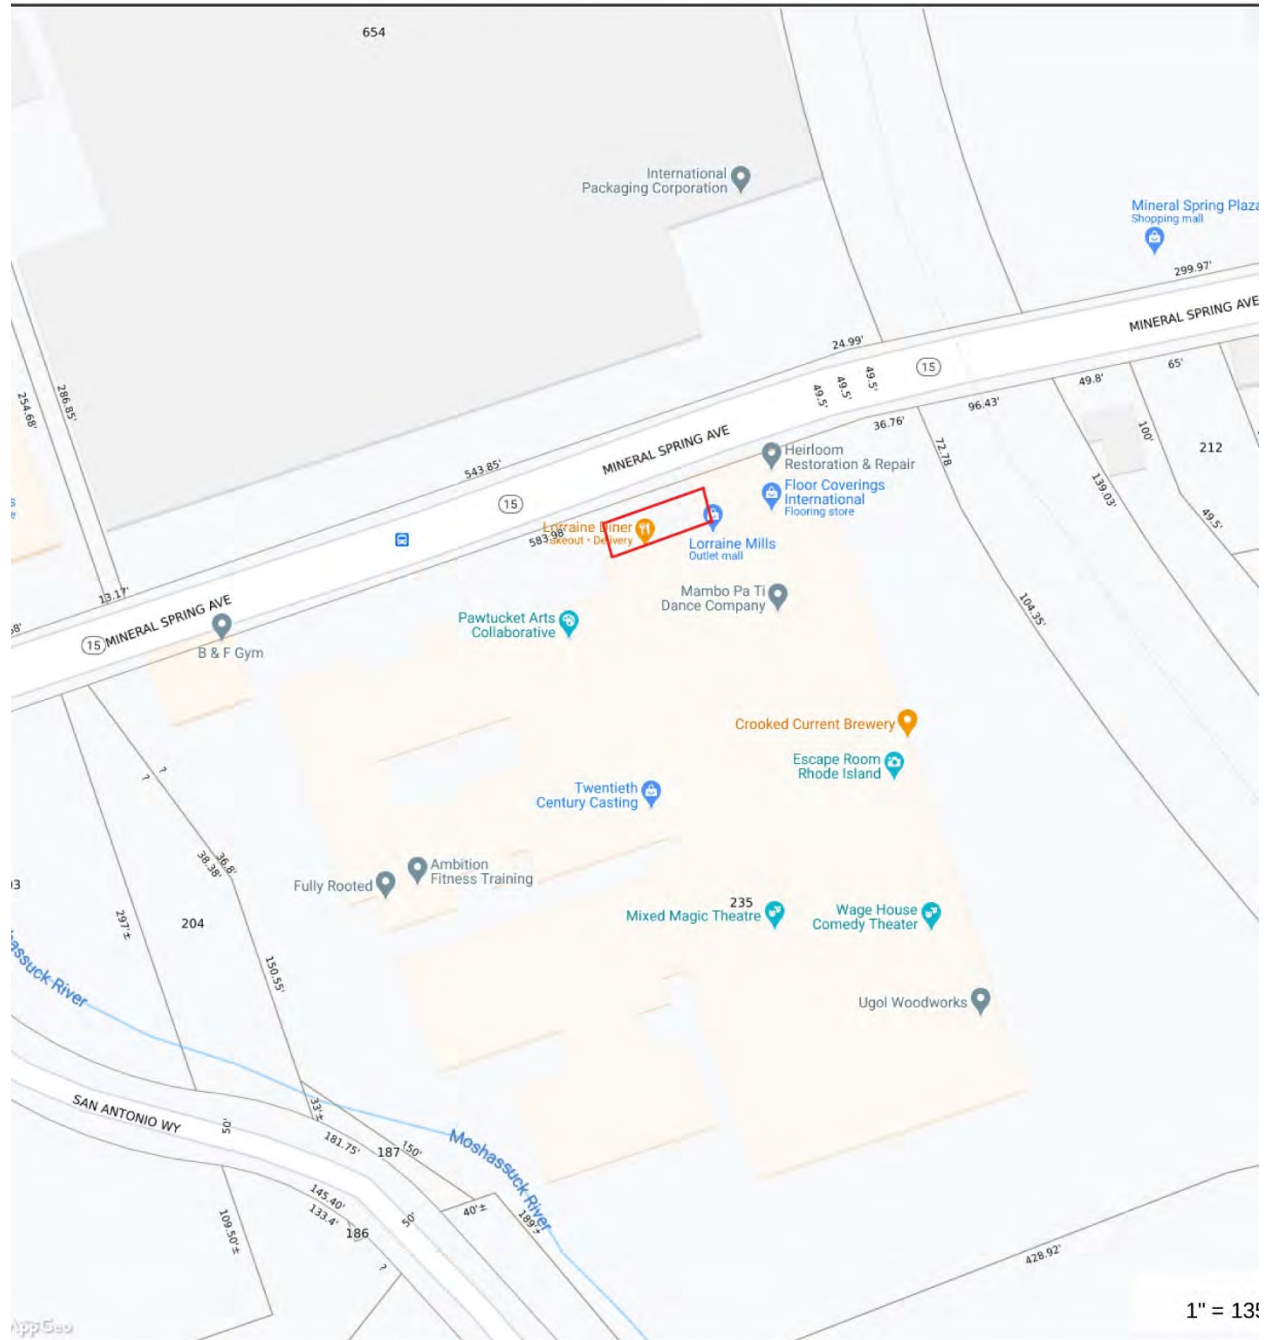 654
International
Packaging Corporation
Mineral Spring Plaza
Shopping mall
299.97'
MINERAL SPRING AVE
24.99'
15
49.5'
49.5'
49.5'
65'
49.8'
96.43'
36.76'
286.85'
254.68'
MINERAL SPRING AVE
72.78
100'
212
543.85'
Heirloom
Restoration & Repair
139.03'
Floor Coverings
International
Flooring store
15
49.5'
Lorraine Diner
Takeout • Delivery
583.98'
Lorraine Mills
Outlet mall
13.17'
Mambo Pa Ti
Dance Company
MINERAL SPRING AVE
15
104.35'
Pawtucket Arts
Collaborative
B & F Gym
Crooked Current Brewery
Escape Room
Rhode Island
?
?
Twentieth
Century Casting
36.8'
38.38'
Ambition
Fitness Training
Fully Rooted
235
Mixed Magic Theatre
Wage House
Comedy Theater
297'±
204
assuck River
150.55'
Ugol Woodworks
SAN ANTONIO WY
50'
33'±
181.75'
187
150'
Moshassuck River
145.40'
133.4'
186
50'
40'±
189'±
109.50'±
?
428.92'
AppGeo
1" = 135